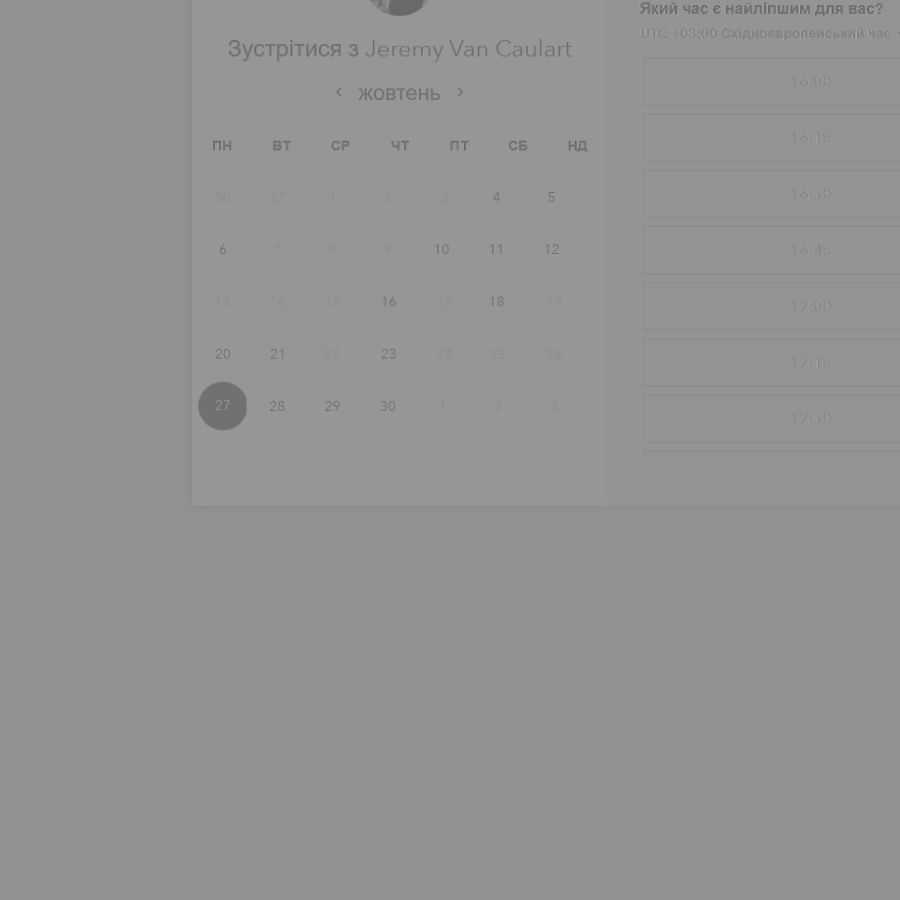 Зустрітися з Jeremy Van Caulart
‹ жовтень ›
ПН ВТ СР ЧТ ПТ СБ НД
30 31 1 2 3 4 5
6 7 8 9 10 11 12
13 14 15 16 17 18 19
20 21 22 23 24 25 26
27 28 29 30 1 2 3
Який час є найліпшим для вас?
UTC +03:00 Східноєвропейський час
16:00
16:15
16:30
16:45
17:00
17:15
17:30